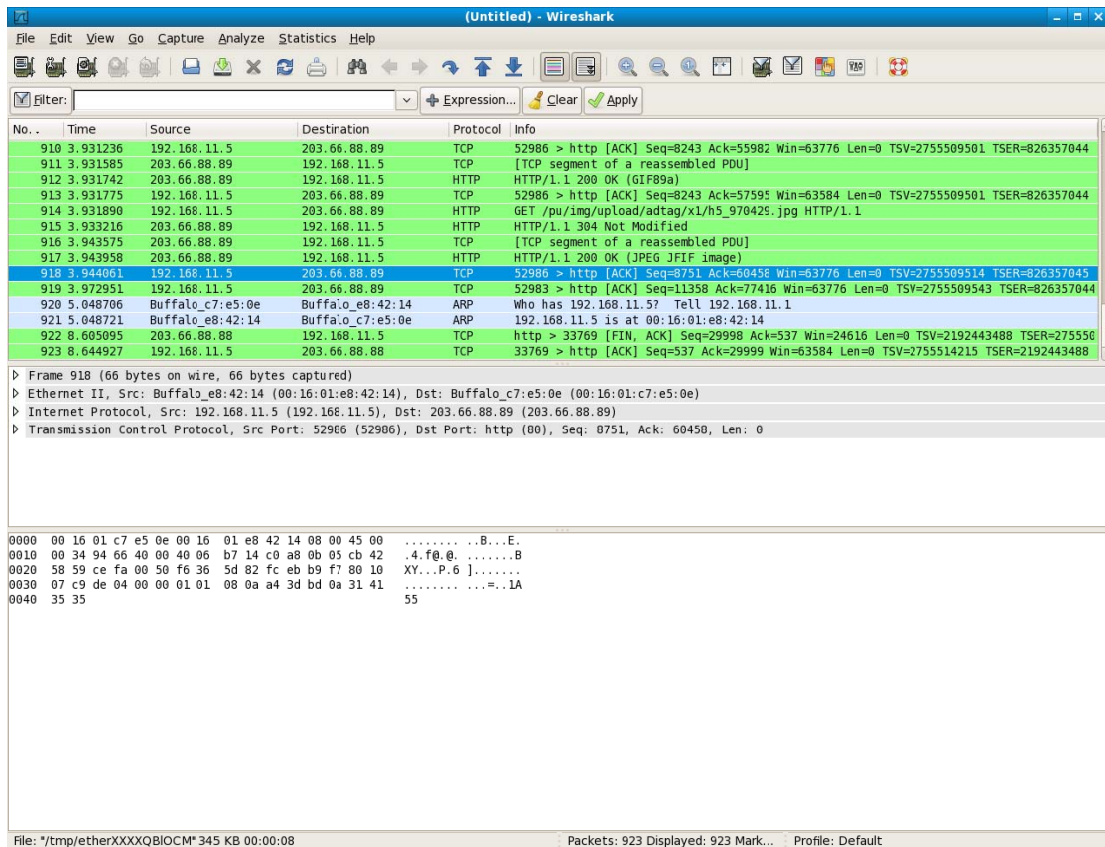 (Untitled) - Wireshark
File Edit View Go Capture Analyze Statistics Help
Filter: Expression... Clear Apply
No. . Time Source Destination Protocol Info
910 3.931236 192.168.11.5 203.66.88.89 TCP 52986 > http [ACK] Seq=8243 Ack=55982 Win=63776 Len=0 TSV=2755509501 TSER=826357044
911 3.931585 203.66.88.89 192.168.11.5 TCP [TCP segment of a reassembled PDU]
912 3.931742 203.66.88.89 192.168.11.5 HTTP HTTP/1.1 200 OK (GIF89a)
913 3.931775 192.168.11.5 203.66.88.89 TCP 52986 > http [ACK] Seq=8243 Ack=57595 Win=63584 Len=0 TSV=2755509501 TSER=826357044
914 3.931890 192.168.11.5 203.66.88.89 HTTP GET /pu/img/upload/adtag/x1/h5_970429.jpg HTTP/1.1
915 3.933216 203.66.88.89 192.168.11.5 HTTP HTTP/1.1 304 Not Modified
916 3.943575 203.66.88.89 192.168.11.5 TCP [TCP segment of a reassembled PDU]
917 3.943958 203.66.88.89 192.168.11.5 HTTP HTTP/1.1 200 OK (JPEG JFIF image)
918 3.944061 192.168.11.5 203.66.88.89 TCP 52986 > http [ACK] Seq=8751 Ack=60458 Win=63776 Len=0 TSV=2755509514 TSER=826357045
919 3.972951 192.168.11.5 203.66.88.89 TCP 52983 > http [ACK] Seq=11358 Ack=77416 Win=63776 Len=0 TSV=2755509543 TSER=826357044
920 5.048706 Buffalo_c7:e5:0e Buffalo_e8:42:14 ARP Who has 192.168.11.5? Tell 192.168.11.1
921 5.048721 Buffalo_e8:42:14 Buffalo_c7:e5:0e ARP 192.168.11.5 is at 00:16:01:e8:42:14
922 8.605095 203.66.88.88 192.168.11.5 TCP http > 33769 [FIN, ACK] Seq=29998 Ack=537 Win=24616 Len=0 TSV=2192443488 TSER=275550
923 8.644927 192.168.11.5 203.66.88.88 TCP 33769 > http [ACK] Seq=537 Ack=29999 Win=63584 Len=0 TSV=2755514215 TSER=2192443488
Frame 918 (66 bytes on wire, 66 bytes captured)
Ethernet II, Src: Buffalo_e8:42:14 (00:16:01:e8:42:14), Dst: Buffalo_c7:e5:0e (00:16:01:c7:e5:0e)
Internet Protocol, Src: 192.168.11.5 (192.168.11.5), Dst: 203.66.88.89 (203.66.88.89)
Transmission Control Protocol, Src Port: 52986 (52986), Dst Port: http (80), Seq: 8751, Ack: 60458, Len: 0
0000 00 16 01 c7 e5 0e 00 16 01 e8 42 14 08 00 45 00 ........ ..B...E.
0010 00 34 94 66 40 00 40 06 b7 14 c0 a8 0b 05 cb 42 .4.f@.@. .......B
0020 58 59 ce fa 00 50 f6 36 5d 82 fc eb b9 f7 80 10 XY...P.6 ].......
0030 07 c9 de 04 00 00 01 01 08 0a a4 3d bd 0a 31 41 ........ ...=..1A
0040 35 35 55
File: "/tmp/etherXXXXQBlOCM" 345 KB 00:00:08 Packets: 923 Displayed: 923 Mark... Profile: Default